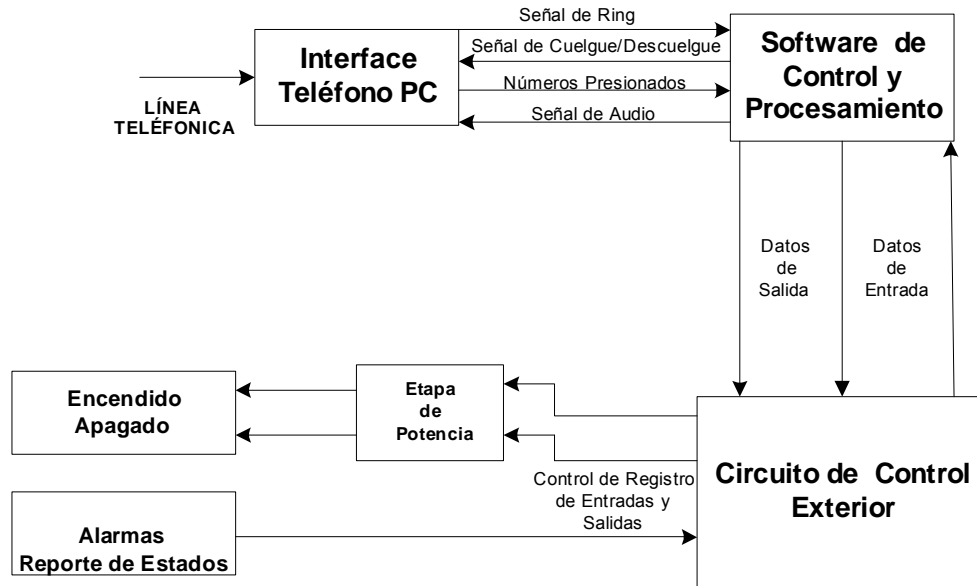 Señal de Ring
Interface
Teléfono PC
Señal de Cuelgue/Descuelgue
Números Presionados
Señal de Audio
Software de
Control y
Procesamiento
LÍNEA
TELÉFONICA
Datos
de
Salida
Datos
de
Entrada
Encendido
Apagado
Etapa
de
Potencia
Control de Registro
de Entradas y
Salidas
Circuito de Control
Exterior
Alarmas
Reporte de Estados